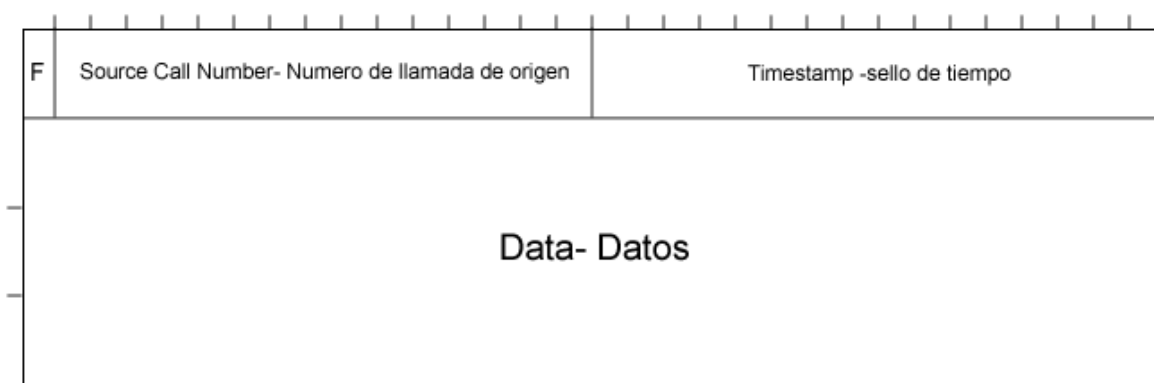 F
Source Call Number- Numero de llamada de origen
Timestamp -sello de tiempo
Data- Datos